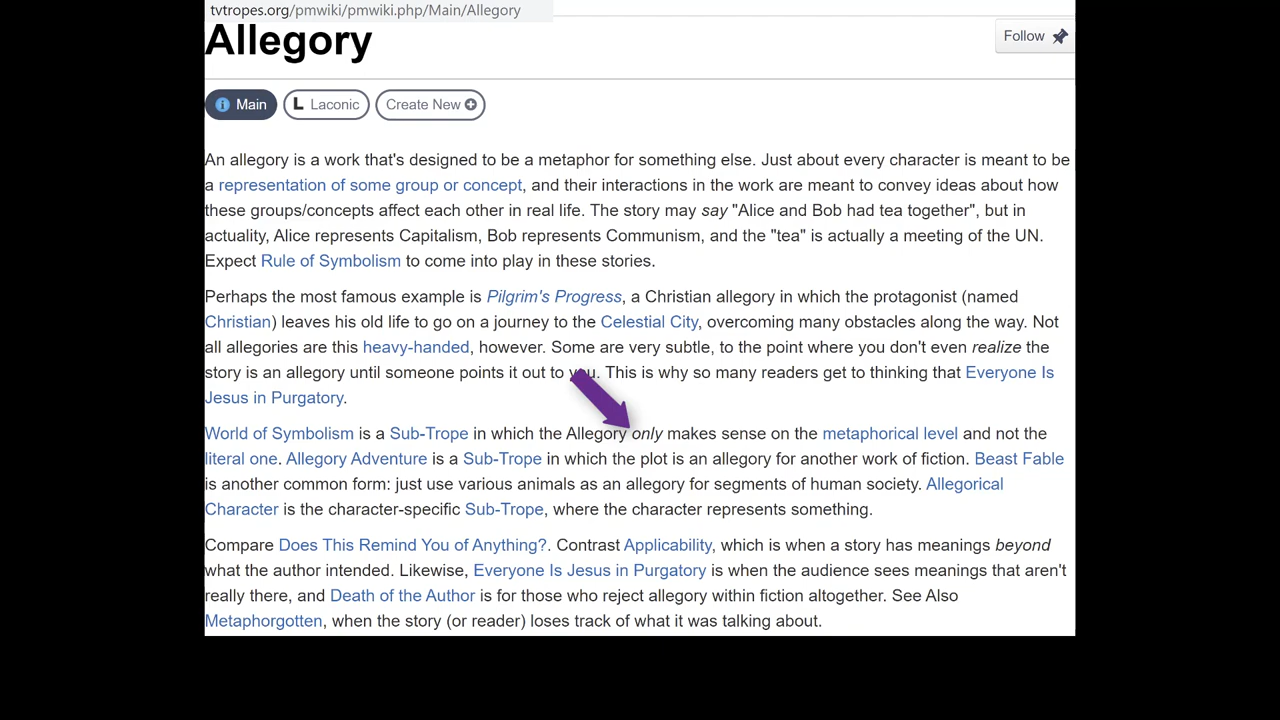 tvtropes.org/pmwiki/pmwiki.php/Main/Allegory
Allegory
Follow
Main
L Laconic
Create New
An allegory is a work that's designed to be a metaphor for something else. Just about every character is meant to be
a representation of some group or concept, and their interactions in the work are meant to convey ideas about how
these groups/concepts affect each other in real life. The story may say "Alice and Bob had tea together", but in
actuality, Alice represents Capitalism, Bob represents Communism, and the "tea" is actually a meeting of the UN.
Expect Rule of Symbolism to come into play in these stories.
Perhaps the most famous example is Pilgrim's Progress, a Christian allegory in which the protagonist (named
Christian) leaves his old life to go on a journey to the Celestial City, overcoming many obstacles along the way. Not
all allegories are this heavy-handed, however. Some are very subtle, to the point where you don't even realize the
story is an allegory until someone points it out to you. This is why so many readers get to thinking that Everyone Is
Jesus in Purgatory.
World of Symbolism is a Sub-Trope in which the Allegory only makes sense on the metaphorical level and not the
literal one. Allegory Adventure is a Sub-Trope in which the plot is an allegory for another work of fiction. Beast Fable
is another common form: just use various animals as an allegory for segments of human society. Allegorical
Character is the character-specific Sub-Trope, where the character represents something.
Compare Does This Remind You of Anything?. Contrast Applicability, which is when a story has meanings beyond
what the author intended. Likewise, Everyone Is Jesus in Purgatory is when the audience sees meanings that aren't
really there, and Death of the Author is for those who reject allegory within fiction altogether. See Also
Metaphorgotten, when the story (or reader) loses track of what it was talking about.